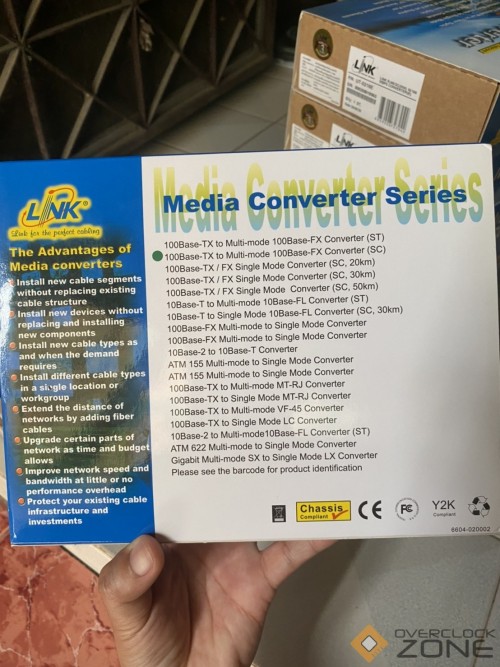 LINK
Media Converter Series
Media Converter Series
LINK®
Link for the perfect cabling
The Advantages of
Media converters
Install new cable segments
without replacing existing
cable structure
Install new devices without
replacing and installing
new components
Install new cable types as
and when the demand
requires
Install different cable types
in a single location or
workgroup
Extend the distance of
networks by adding fiber
cables
Upgrade certain parts of
network as time and budget
allows
Improve network speed and
bandwidth at little or no
performance overhead
Protect your existing cable
infrastructure and
investments
100Base-TX to Multi-mode 100Base-FX Converter (ST)
100Base-TX to Multi-mode 100Base-FX Converter (SC)
100Base-TX / FX Single Mode Converter (SC, 20km)
100Base-TX / FX Single Mode Converter (SC, 30km)
100Base-TX / FX Single Mode Converter (SC, 50km)
10Base-T to Multi-mode 10Base-FL Converter (ST)
10Base-T to Single Mode 10Base-FL Converter (SC, 30km)
100Base-FX Multi-mode to Single Mode Converter
100Base-FX Multi-mode to Single Mode Converter
10Base-2 to 10Base-T Converter
ATM 155 Multi-mode to Single Mode Converter
ATM 155 Multi-mode to Single Mode Converter
100Base-TX to Multi-mode MT-RJ Converter
100Base-TX to Single Mode MT-RJ Converter
100Base-TX to Multi-mode VF-45 Converter
100Base-TX to Single Mode LC Converter
10Base-2 to Multi-mode10Base-FL Converter (ST)
ATM 622 Multi-mode to Single Mode Converter
Gigabit Multi-mode SX to Single Mode LX Converter
Please see the barcode for product identification
Chassis
Compliant
CE
FC
Y2K
Compliant
6604-020002
LINK
OVERCLOCK
ZONE